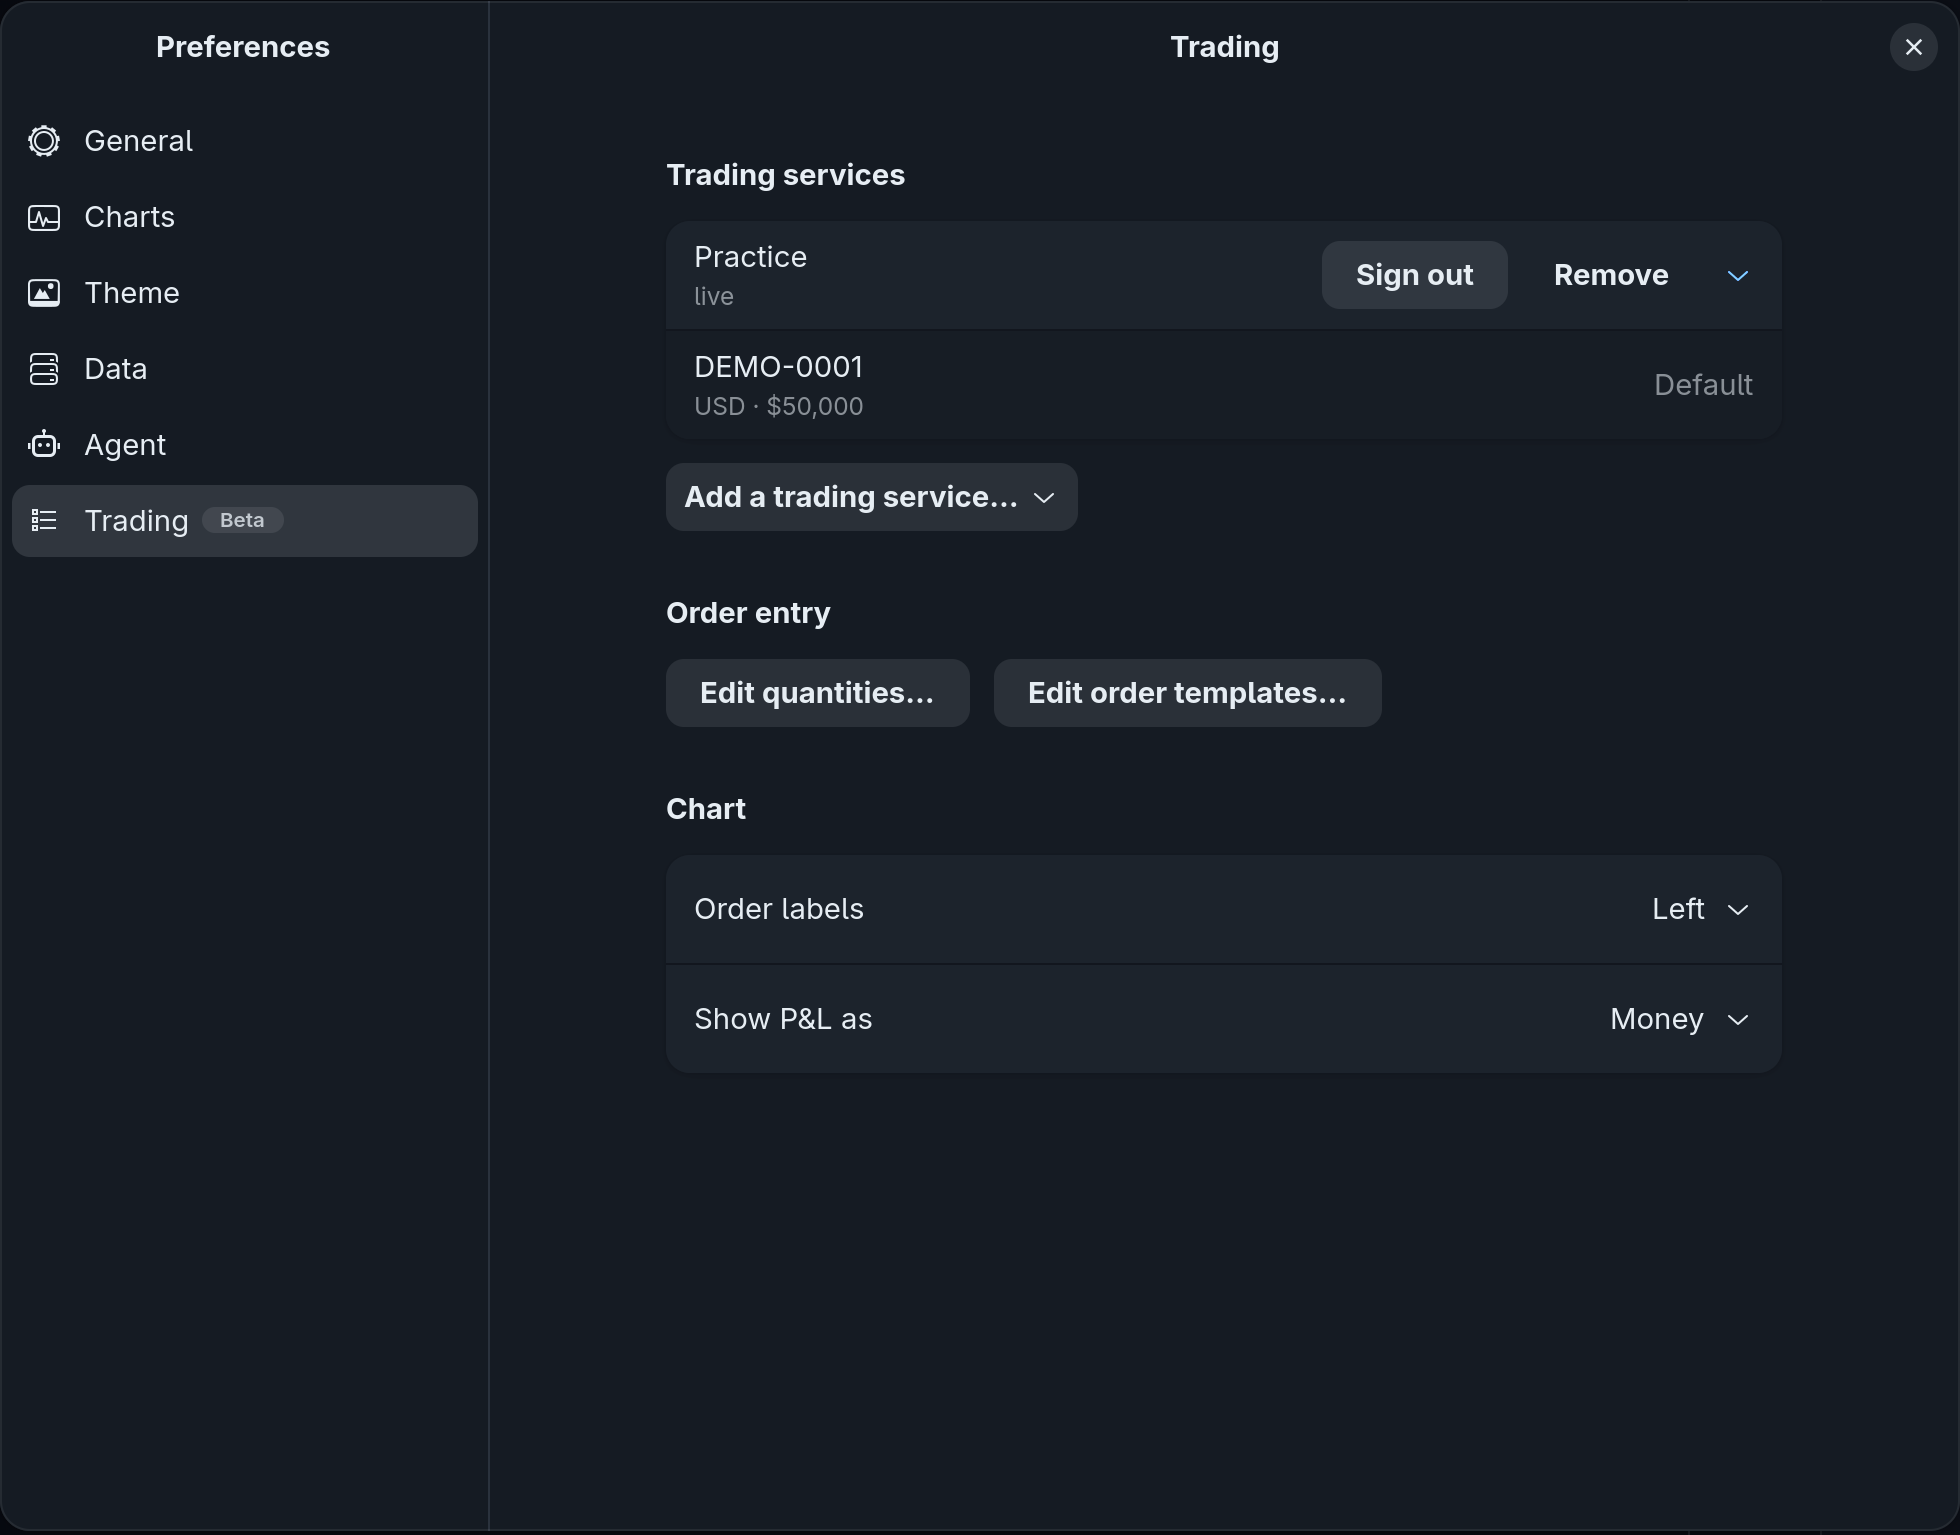 Preferences
General
Charts
Theme
Data
Agent
Trading Beta
Trading
Trading services
Practice
live
Sign out Remove
DEMO-0001
USD · $50,000
Default
Add a trading service...
Order entry
Edit quantities... Edit order templates...
Chart
Order labels Left
Show P&L as Money